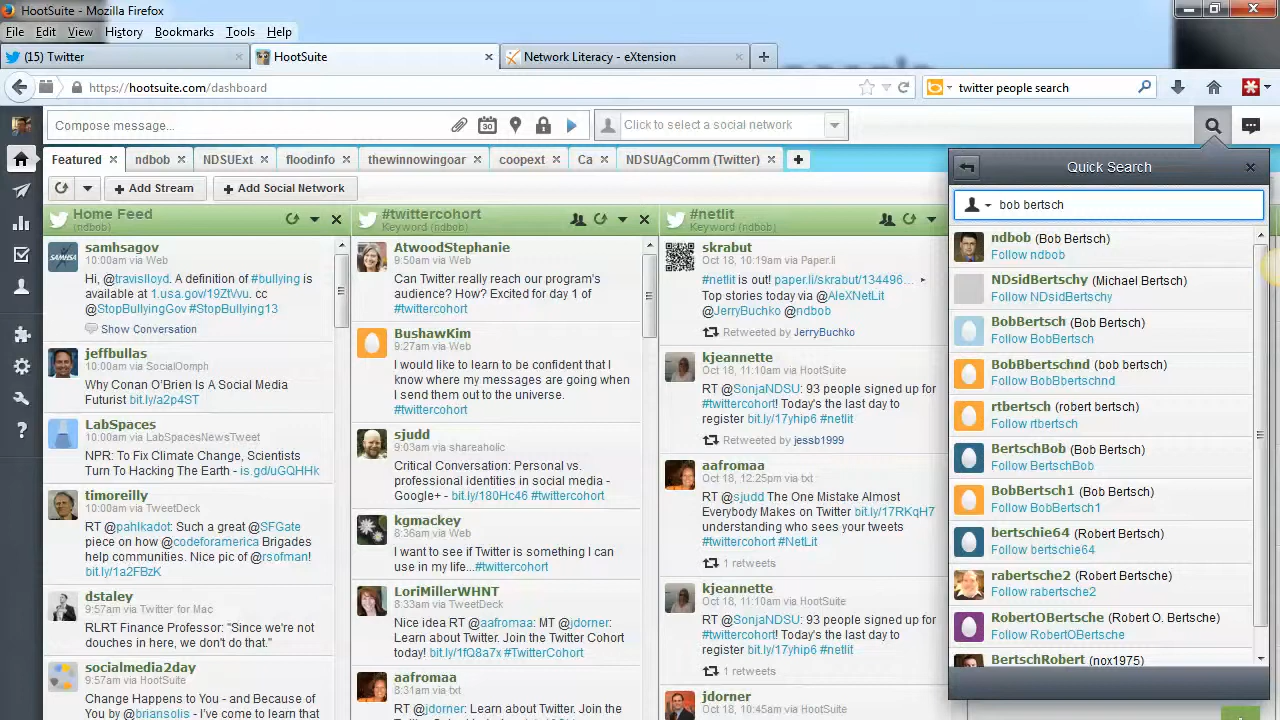 HootSuite - Mozilla Firefox
File Edit View History Bookmarks Tools Help
(15) Twitter
HootSuite
Network Literacy - eXtension
https://hootsuite.com/dashboard
twitter people search
Compose message...
Click to select a social network
Featured
ndbob
NDSUExt
floodinfo
thewinnowingoar
coopext
Ca
NDSUAgComm (Twitter)
Add Stream
Add Social Network
Home Feed
(ndbob)
samhsagov
10:00am via Web
Hi, @travislloyd. A definition of #bullying is
available at 1.usa.gov/19ZtVvu. cc
@StopBullyingGov #StopBullying13
Show Conversation
jeffbullas
10:00am via SocialOomph
Why Conan O'Brien Is A Social Media
Futurist bit.ly/a2p4ST
LabSpaces
10:00am via LabSpacesNewsTweet
NPR: To Fix Climate Change, Scientists
Turn To Hacking The Earth - is.gd/uGQHHk
timoreilly
10:00am via TweetDeck
RT @pahlkadot: Such a great @SFGate
piece on how @codeforamerica Brigades
help communities. Nice pic of @rsofman!
bit.ly/1a2FBzK
dstaley
9:57am via Twitter for Mac
RLRT Finance Professor: "Since we're not
douches in here, we don't do that."
socialmedia2day
9:57am via HootSuite
Change Happens to You - and Because of
You by @briansolis - I've come to learn that
#twittercohort
Keyword (ndbob)
AtwoodStephanie
9:50am via Web
Can Twitter really reach our program's
audience? How? Excited for day 1 of
#twittercohort
BushawKim
9:27am via Web
I would like to learn to be confident that I
know where my messages are going when
I send them out to the universe.
#twittercohort
sjudd
9:03am via shareaholic
Critical Conversation: Personal vs.
professional identities in social media -
Google+ - bit.ly/180Hc46 #twittercohort
kgmackey
8:36am via Web
I want to see if Twitter is something I can
use in my life...#twittercohort
LoriMillerWHNT
8:33am via TweetDeck
Nice idea RT @aafromaa: MT @jdorner:
Learn about Twitter. Join the Twitter Cohort
today! bit.ly/1fQ8a7x #TwitterCohort
aafromaa
8:31am via txt
RT @jdorner: Learn about Twitter. Join the
#netlit
Keyword (ndbob)
skrabut
Oct 18, 10:19am via Paper.li
#netlit is out! paper.li/skrabut/134496...
Top stories today via @AleXNetLit
@JerryBuchko @ndbob
Retweeted by JerryBuchko
kjeannette
Oct 18, 11:10am via HootSuite
RT @SonjaNDSU: 93 people signed up for
#twittercohort! Today's the last day to
register bit.ly/17yhip6 #netlit
Retweeted by jessb1999
aafromaa
Oct 18, 12:25pm via txt
RT @sjudd The One Mistake Almost
Everybody Makes on Twitter bit.ly/17RKqH7
understanding who sees your tweets
#twittercohort #NetLit
1 retweets
kjeannette
Oct 18, 11:10am via HootSuite
RT @SonjaNDSU: 93 people signed up for
#twittercohort! Today's the last day to
register bit.ly/17yhip6 #netlit
1 retweets
jdorner
Oct 18, 10:45am via HootSuite
Quick Search
bob bertsch
ndbob (Bob Bertsch)
Follow ndbob
NDsidBertschy (Michael Bertsch)
Follow NDsidBertschy
BobBertsch (Bob Bertsch)
Follow BobBertsch
BobBbertschnd (bob bertsch)
Follow BobBbertschnd
rtbertsch (robert bertsch)
Follow rtbertsch
BertschBob (Bob Bertsch)
Follow BertschBob
BobBertsch1 (Bob Bertsch)
Follow BobBertsch1
bertschie64 (Robert Bertsch)
Follow bertschie64
rabertsche2 (Robert Bertsche)
Follow rabertsche2
RobertOBertsche (Robert O. Bertsche)
Follow RobertOBertsche
BertschRobert (nox1975)